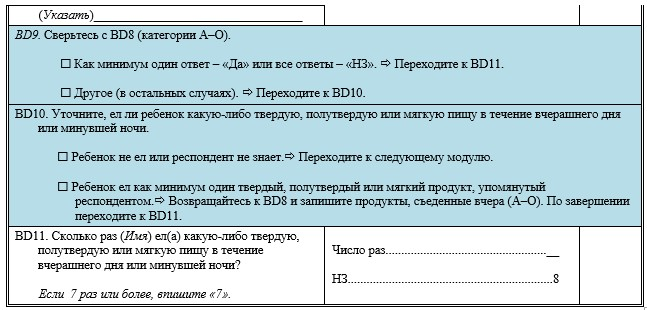 (Указать)________________________________
BD9. Сверьтесь с BD8 (категории А–О).
☐ Как минимум один ответ – «Да» или все ответы – «НЗ». ⇨ Переходите к BD11.
☐ Другое (в остальных случаях). ⇨ Переходите к BD10.
BD10. Уточните, ел ли ребенок какую-либо твердую, полутвердую или мягкую пищу в течение вчерашнего дня
или минувшей ночи.
☐ Ребенок не ел или респондент не знает.⇨ Переходите к следующему модулю.
☐ Ребенок ел как минимум один твердый, полутвердый или мягкий продукт, упомянутый
респондентом.⇨ Возвращайтесь к BD8 и запишите продукты, съеденные вчера (А–О). По завершении
переходите к BD11.
BD11. Сколько раз (Имя) ел(а) какую-либо твердую,
полутвердую или мягкую пищу в течение
вчерашнего дня или минувшей ночи?
Если 7 раз или более, впишите «7».
Число раз..................................................__
НЗ................................................................8